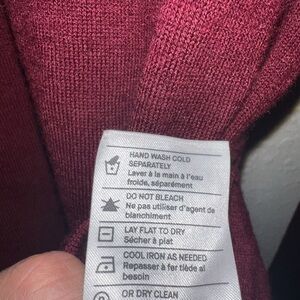 HAND WASH COLD
SEPARATELY
Laver à la main à l'eau
froide, séparément
DO NOT BLEACH
Ne pas utiliser d'agent de
blanchiment
LAY FLAT TO DRY
Sécher à plat
COOL IRON AS NEEDED
Repasser à fer tiède al
besoin
OR DRY CLEAN